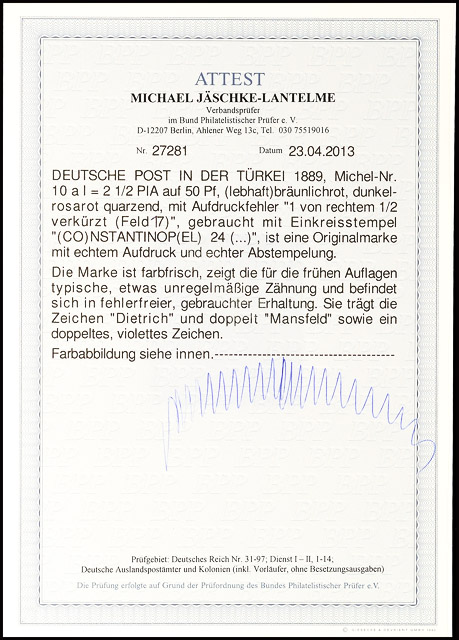 ATTEST
MICHAEL JÄSCHKE-LANTELME
Verbandsprüfer
im Bund Philatelistischer Prüfer e. V.
D-12207 Berlin, Ahlener Weg 13c, Tel. 030 75519016
Nr. 27281 Datum 23.04.2013
DEUTSCHE POST IN DER TÜRKEI 1889, Michel-Nr.
10 a I = 2 1/2 PIA auf 50 Pf, (lebhaft)bräunlichrot, dunkel-
rosarot quarzend, mit Aufdruckfehler "1 von rechtem 1/2
verkürzt (Feld 17)", gebraucht mit Einkreisstempel
"(CO)NSTANTINOP(EL) 24 (...)", ist eine Originalmarke
mit echtem Aufdruck und echter Abstempelung.
Die Marke ist farbfrisch, zeigt die für die frühen Auflagen
typische, etwas unregelmäßige Zähnung und befindet
sich in fehlerfreier, gebrauchter Erhaltung. Sie trägt die
Zeichen "Dietrich" und doppelt "Mansfeld" sowie ein
doppeltes, violettes Zeichen.
Farbabbildung siehe innen.------------------------------------
Prüfgebiet: Deutsches Reich Nr. 31-97; Dienst I – II, 1-14;
Deutsche Auslandspostämter und Kolonien (inkl. Vorläufer, ohne Besetzungsausgaben)
Die Prüfung erfolgte auf Grund der Prüfordnung des Bundes Philatelistischer Prüfer e.V.